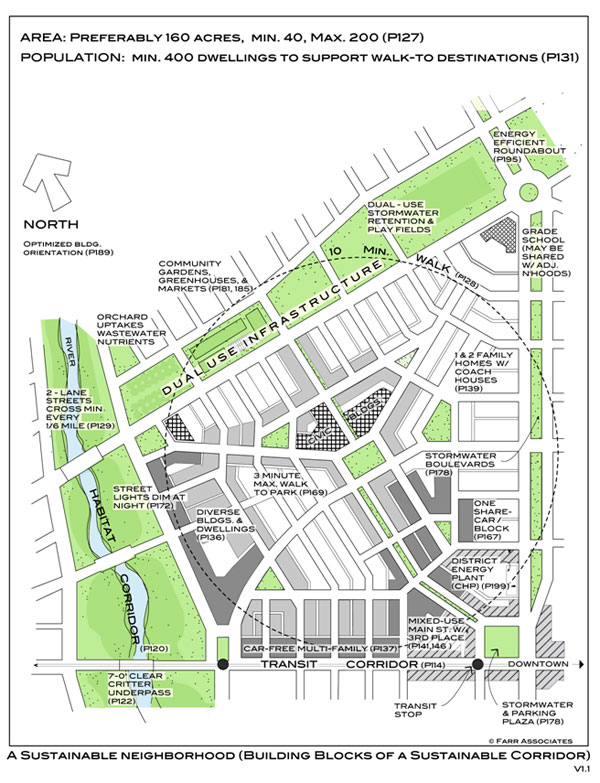 AREA: PREFERABLY 160 ACRES, MIN. 40, MAX. 200 (P127)
POPULATION: MIN. 400 DWELLINGS TO SUPPORT WALK-TO DESTINATIONS (P131)
ENERGY
EFFICIENT
ROUNDABOUT
(P195)
NORTH
OPTIMIZED BLDG.
ORIENTATION (P189)
DUAL - USE
STORMWATER
RETENTION &
PLAY FIELDS
GRADE
SCHOOL
(MAY BE
SHARED
W/ ADJ.
N'HOODS)
10 MIN. WALK (P128)
COMMUNITY
GARDENS,
GREENHOUSES, &
MARKETS (P181, 185)
DUAL USE INFRASTRUCTURE
ORCHARD
UPTAKES
WASTEWATER
NUTRIENTS
RIVER
1 & 2 FAMILY
HOMES W/
COACH
HOUSES
(P139)
2 - LANE
STREETS
CROSS MIN
EVERY
1/6 MILE (P129)
CIVIC BLDGS.
STORMWATER
BOULEVARDS
(P178)
3 MINUTE
MAX. WALK
TO PARK (P169)
STREET
LIGHTS DIM AT
NIGHT (P172)
HABITAT CORRIDOR
(P120)
DIVERSE
BLDGS. &
DWELLINGS
(P136)
ONE
SHARE-
CAR /
BLOCK
(P167)
DISTRICT
ENERGY
PLANT
(CHP) (P199)
MIXED-USE
MAIN ST. W/
3RD PLACE
(P141,146 )
CAR-FREE MULTI-FAMILY (P137)
TRANSIT CORRIDOR (P114)
DOWNTOWN
7'-0" CLEAR
CRITTER
UNDERPASS
(P122)
TRANSIT
STOP
STORMWATER
& PARKING
PLAZA (P178)
© FARR ASSOCIATES
A SUSTAINABLE NEIGHBORHOOD (BUILDING BLOCKS OF A SUSTAINABLE CORRIDOR)
V1.1